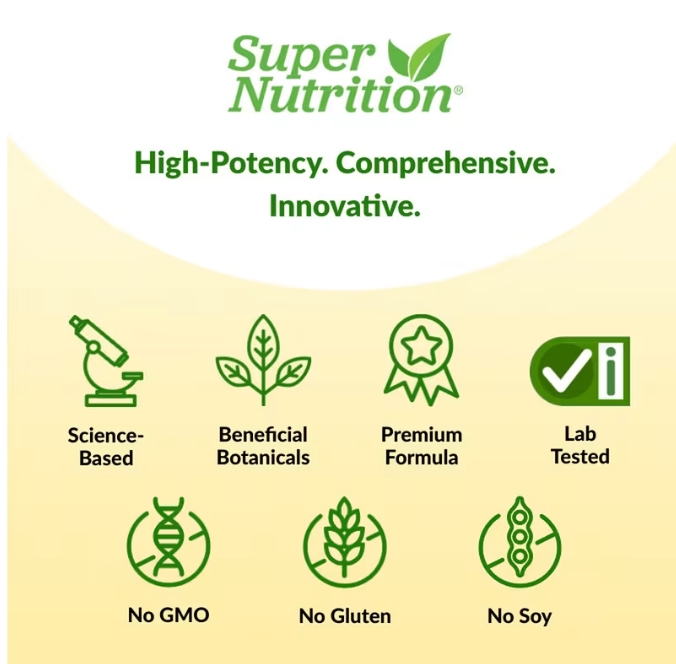 Super
Nutrition®
High-Potency. Comprehensive.
Innovative.
i
Science-
Based
Beneficial
Botanicals
Premium
Formula
Lab
Tested
No GMO
No Gluten
No Soy